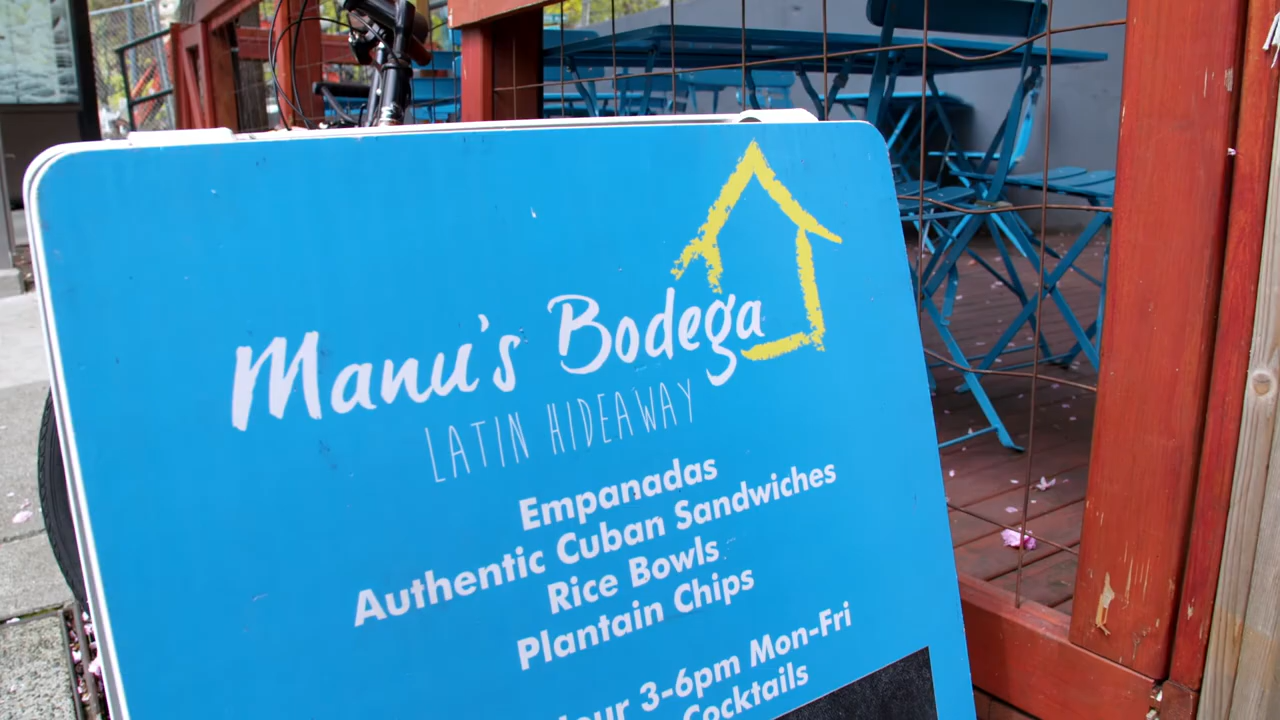 Manu's Bodega
LATIN HIDEAWAY
Empanadas
Authentic Cuban Sandwiches
Rice Bowls
Plantain Chips
3-6pm Mon-Fri
Cocktails